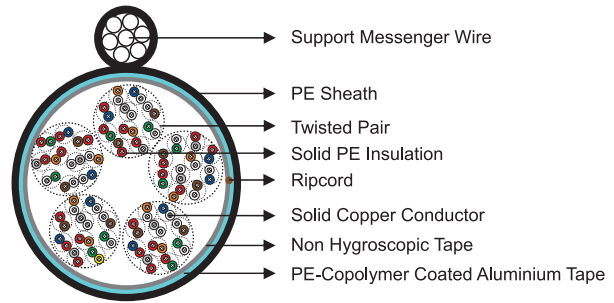 Support Messenger Wire
PE Sheath
Twisted Pair
Solid PE Insulation
Ripcord
Solid Copper Conductor
Non Hygroscopic Tape
PE-Copolymer Coated Aluminium Tape